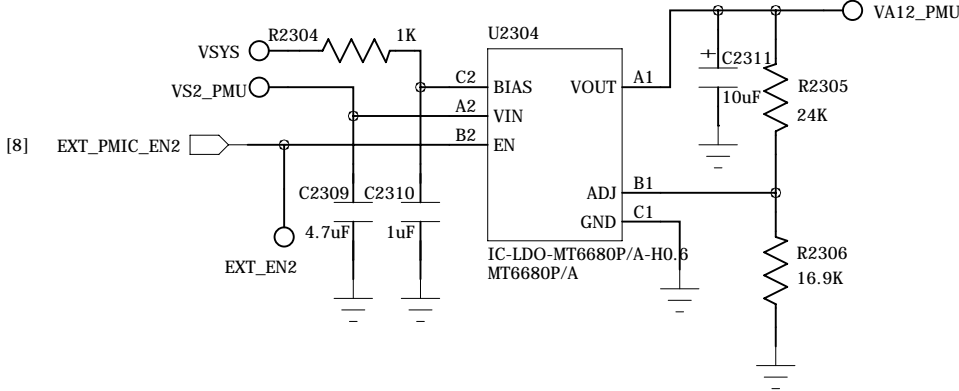 VA12_PMU
R2304
1K
U2304
VSYS
C2311
C2
BIAS
VOUT
A1
VS2_PMU
10uF
R2305
A2
VIN
24K
B2
[8]
EXT_PMIC_EN2
EN
C2309
C2310
ADJ
B1
4.7uF
1uF
GND
C1
IC-LDO-MT6680P/A-H0.6
R2306
EXT_EN2
MT6680P/A
16.9K